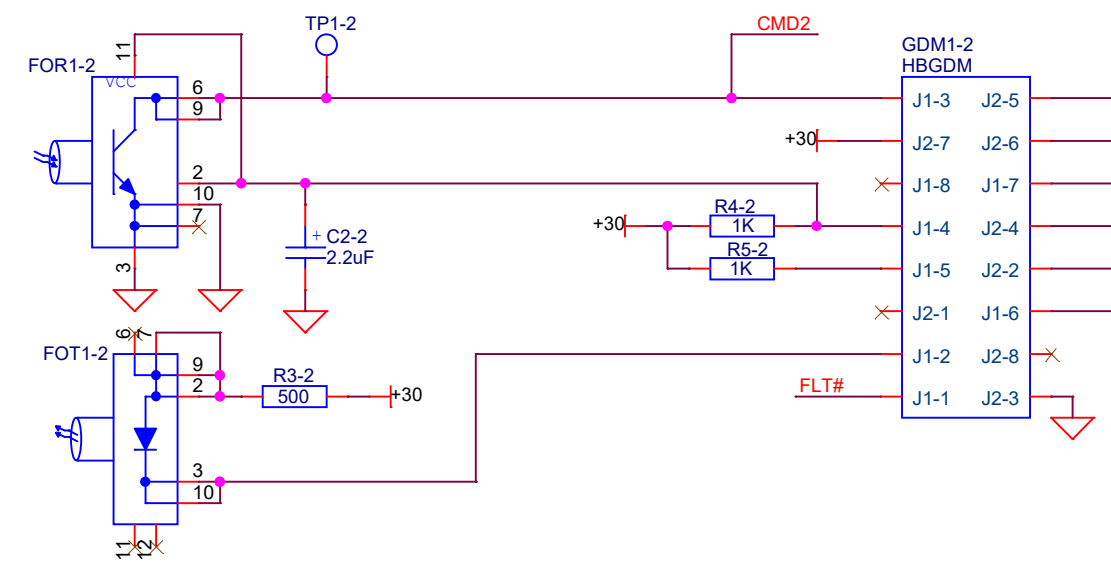 TP1-2
CMD2
GDM1-2
HBGDM
FOR1-2
11
VCC
6
9
2
10
7
3
J1-3 J2-5
+30
J2-7 J2-6
J1-8 J1-7
+30
R4-2
1K
J1-4 J2-4
R5-2
1K
J1-5 J2-2
+ C2-2
2.2uF
J2-1 J1-6
J1-2 J2-8
FLT#
J1-1 J2-3
FOT1-2
6
7
9
2
R3-2
500
+30
3
10
11
12